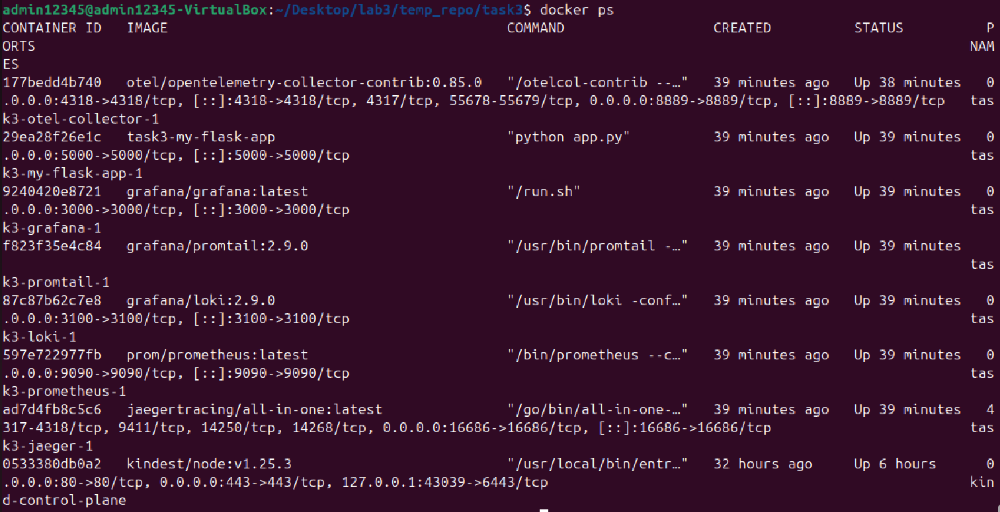 admin12345@admin12345-VirtualBox:~/Desktop/lab3/temp_repo/task3$ docker ps
CONTAINER ID   IMAGE                                         COMMAND                  CREATED          STATUS          P
ORTS                                                                                                                 NAM
ES
177bedd4b740   otel/opentelemetry-collector-contrib:0.85.0   "/otelcol-contrib --…"   39 minutes ago   Up 38 minutes   0
.0.0.0:4318->4318/tcp, [::]:4318->4318/tcp, 4317/tcp, 55678-55679/tcp, 0.0.0.0:8889->8889/tcp, [::]:8889->8889/tcp   tas
k3-otel-collector-1
29ea28f26e1c   task3-my-flask-app                            "python app.py"          39 minutes ago   Up 39 minutes   0
.0.0.0:5000->5000/tcp, [::]:5000->5000/tcp                                                                           tas
k3-my-flask-app-1
9240420e8721   grafana/grafana:latest                        "/run.sh"                39 minutes ago   Up 39 minutes   0
.0.0.0:3000->3000/tcp, [::]:3000->3000/tcp                                                                           tas
k3-grafana-1
f823f35e4c84   grafana/promtail:2.9.0                        "/usr/bin/promtail -…"   39 minutes ago   Up 39 minutes
                                                                                                                     tas
k3-promtail-1
87c87b62c7e8   grafana/loki:2.9.0                            "/usr/bin/loki -conf…"   39 minutes ago   Up 39 minutes   0
.0.0.0:3100->3100/tcp, [::]:3100->3100/tcp                                                                           tas
k3-loki-1
597e722977fb   prom/prometheus:latest                        "/bin/prometheus --c…"   39 minutes ago   Up 39 minutes   0
.0.0.0:9090->9090/tcp, [::]:9090->9090/tcp                                                                           tas
k3-prometheus-1
ad7d4fb8c5c6   jaegertracing/all-in-one:latest               "/go/bin/all-in-one-…"   39 minutes ago   Up 39 minutes   4
317-4318/tcp, 9411/tcp, 14250/tcp, 14268/tcp, 0.0.0.0:16686->16686/tcp, [::]:16686->16686/tcp                        tas
k3-jaeger-1
0533380db0a2   kindest/node:v1.25.3                          "/usr/local/bin/entr…"   32 hours ago     Up 6 hours      0
.0.0.0:80->80/tcp, 0.0.0.0:443->443/tcp, 127.0.0.1:43039->6443/tcp                                                   kin
d-control-plane